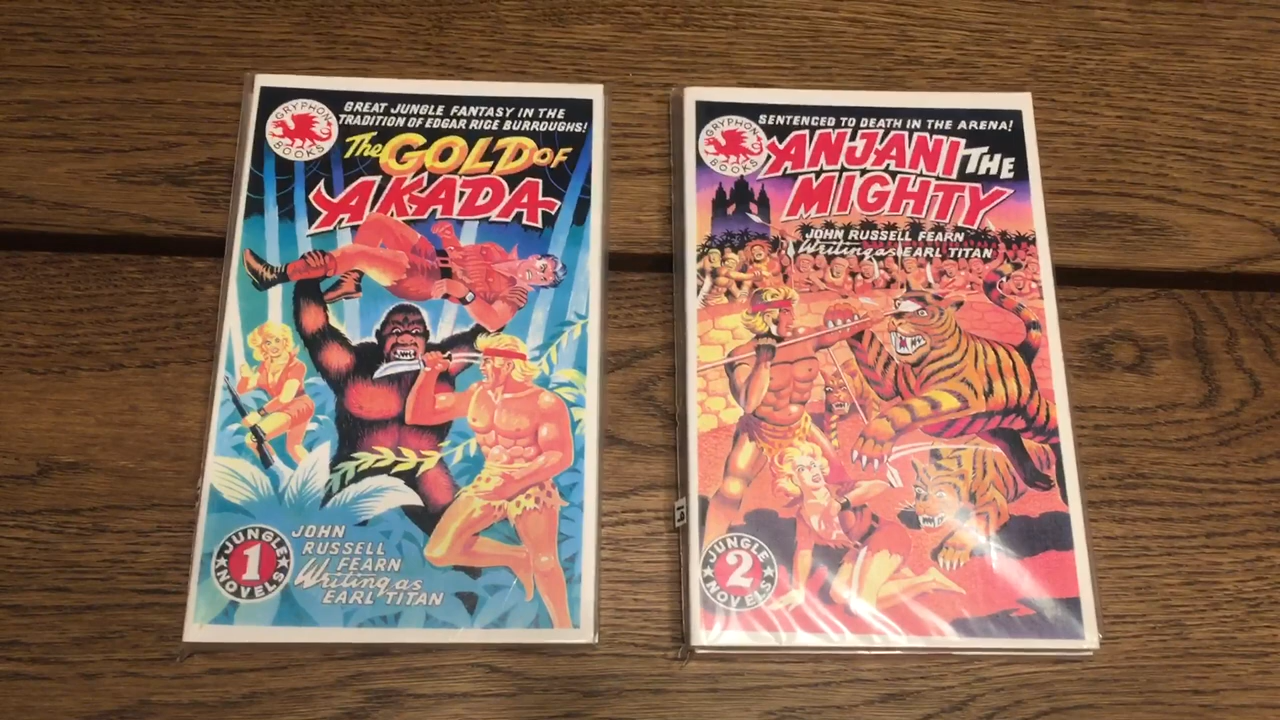 GRYPHON BOOKS
GREAT JUNGLE FANTASY IN THE
TRADITION OF EDGAR RICE BURROUGHS!
The GOLD OF
AKADA
JUNGLE NOVELS
1
JOHN
RUSSELL
FEARN
Writing as
EARL TITAN
GRYPHON BOOKS
SENTENCED TO DEATH IN THE ARENA!
ANJANI THE
MIGHTY
JOHN RUSSELL FEARN
Writing as EARL TITAN
61
JUNGLE NOVELS
2